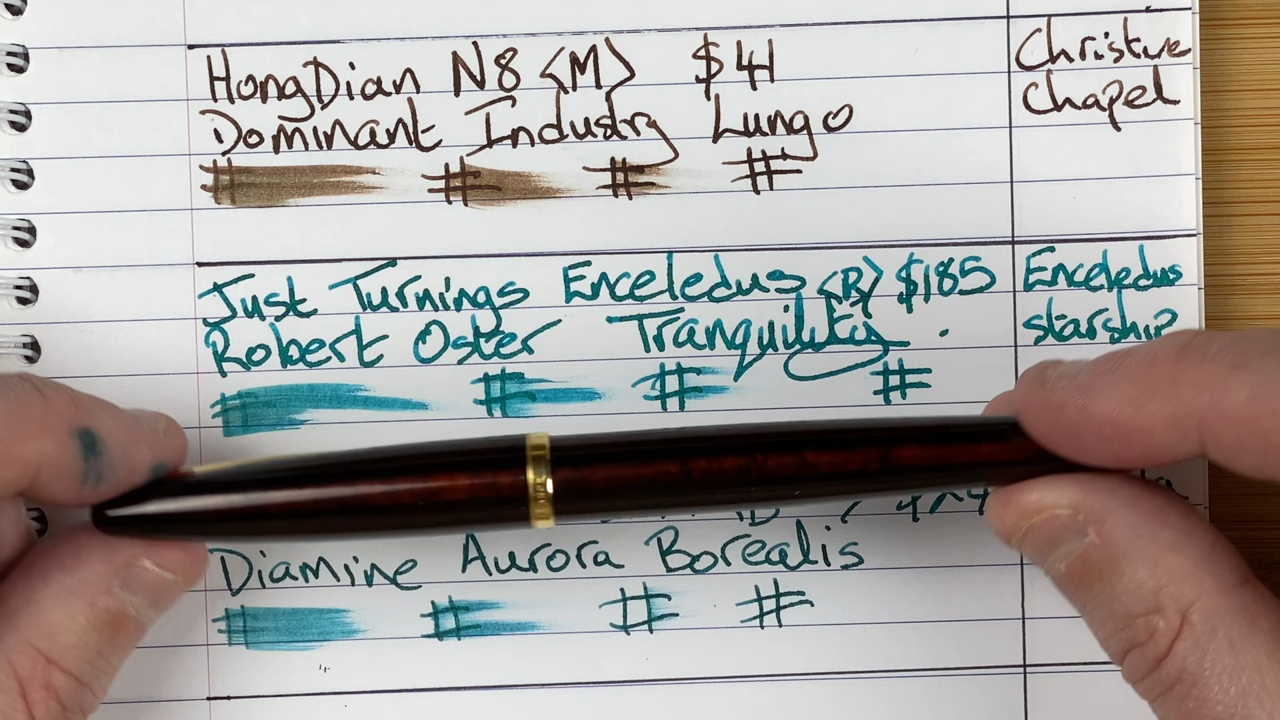 HongDian N8 <M> $41
Christine
Chapel
Dominant Industry Lungo
# # # #
Just Turnings Enceledus <R> $185
Enceledus
starship
Robert Oster Tranquility .
# # # #
Diamine Aurora Borealis
# # # #